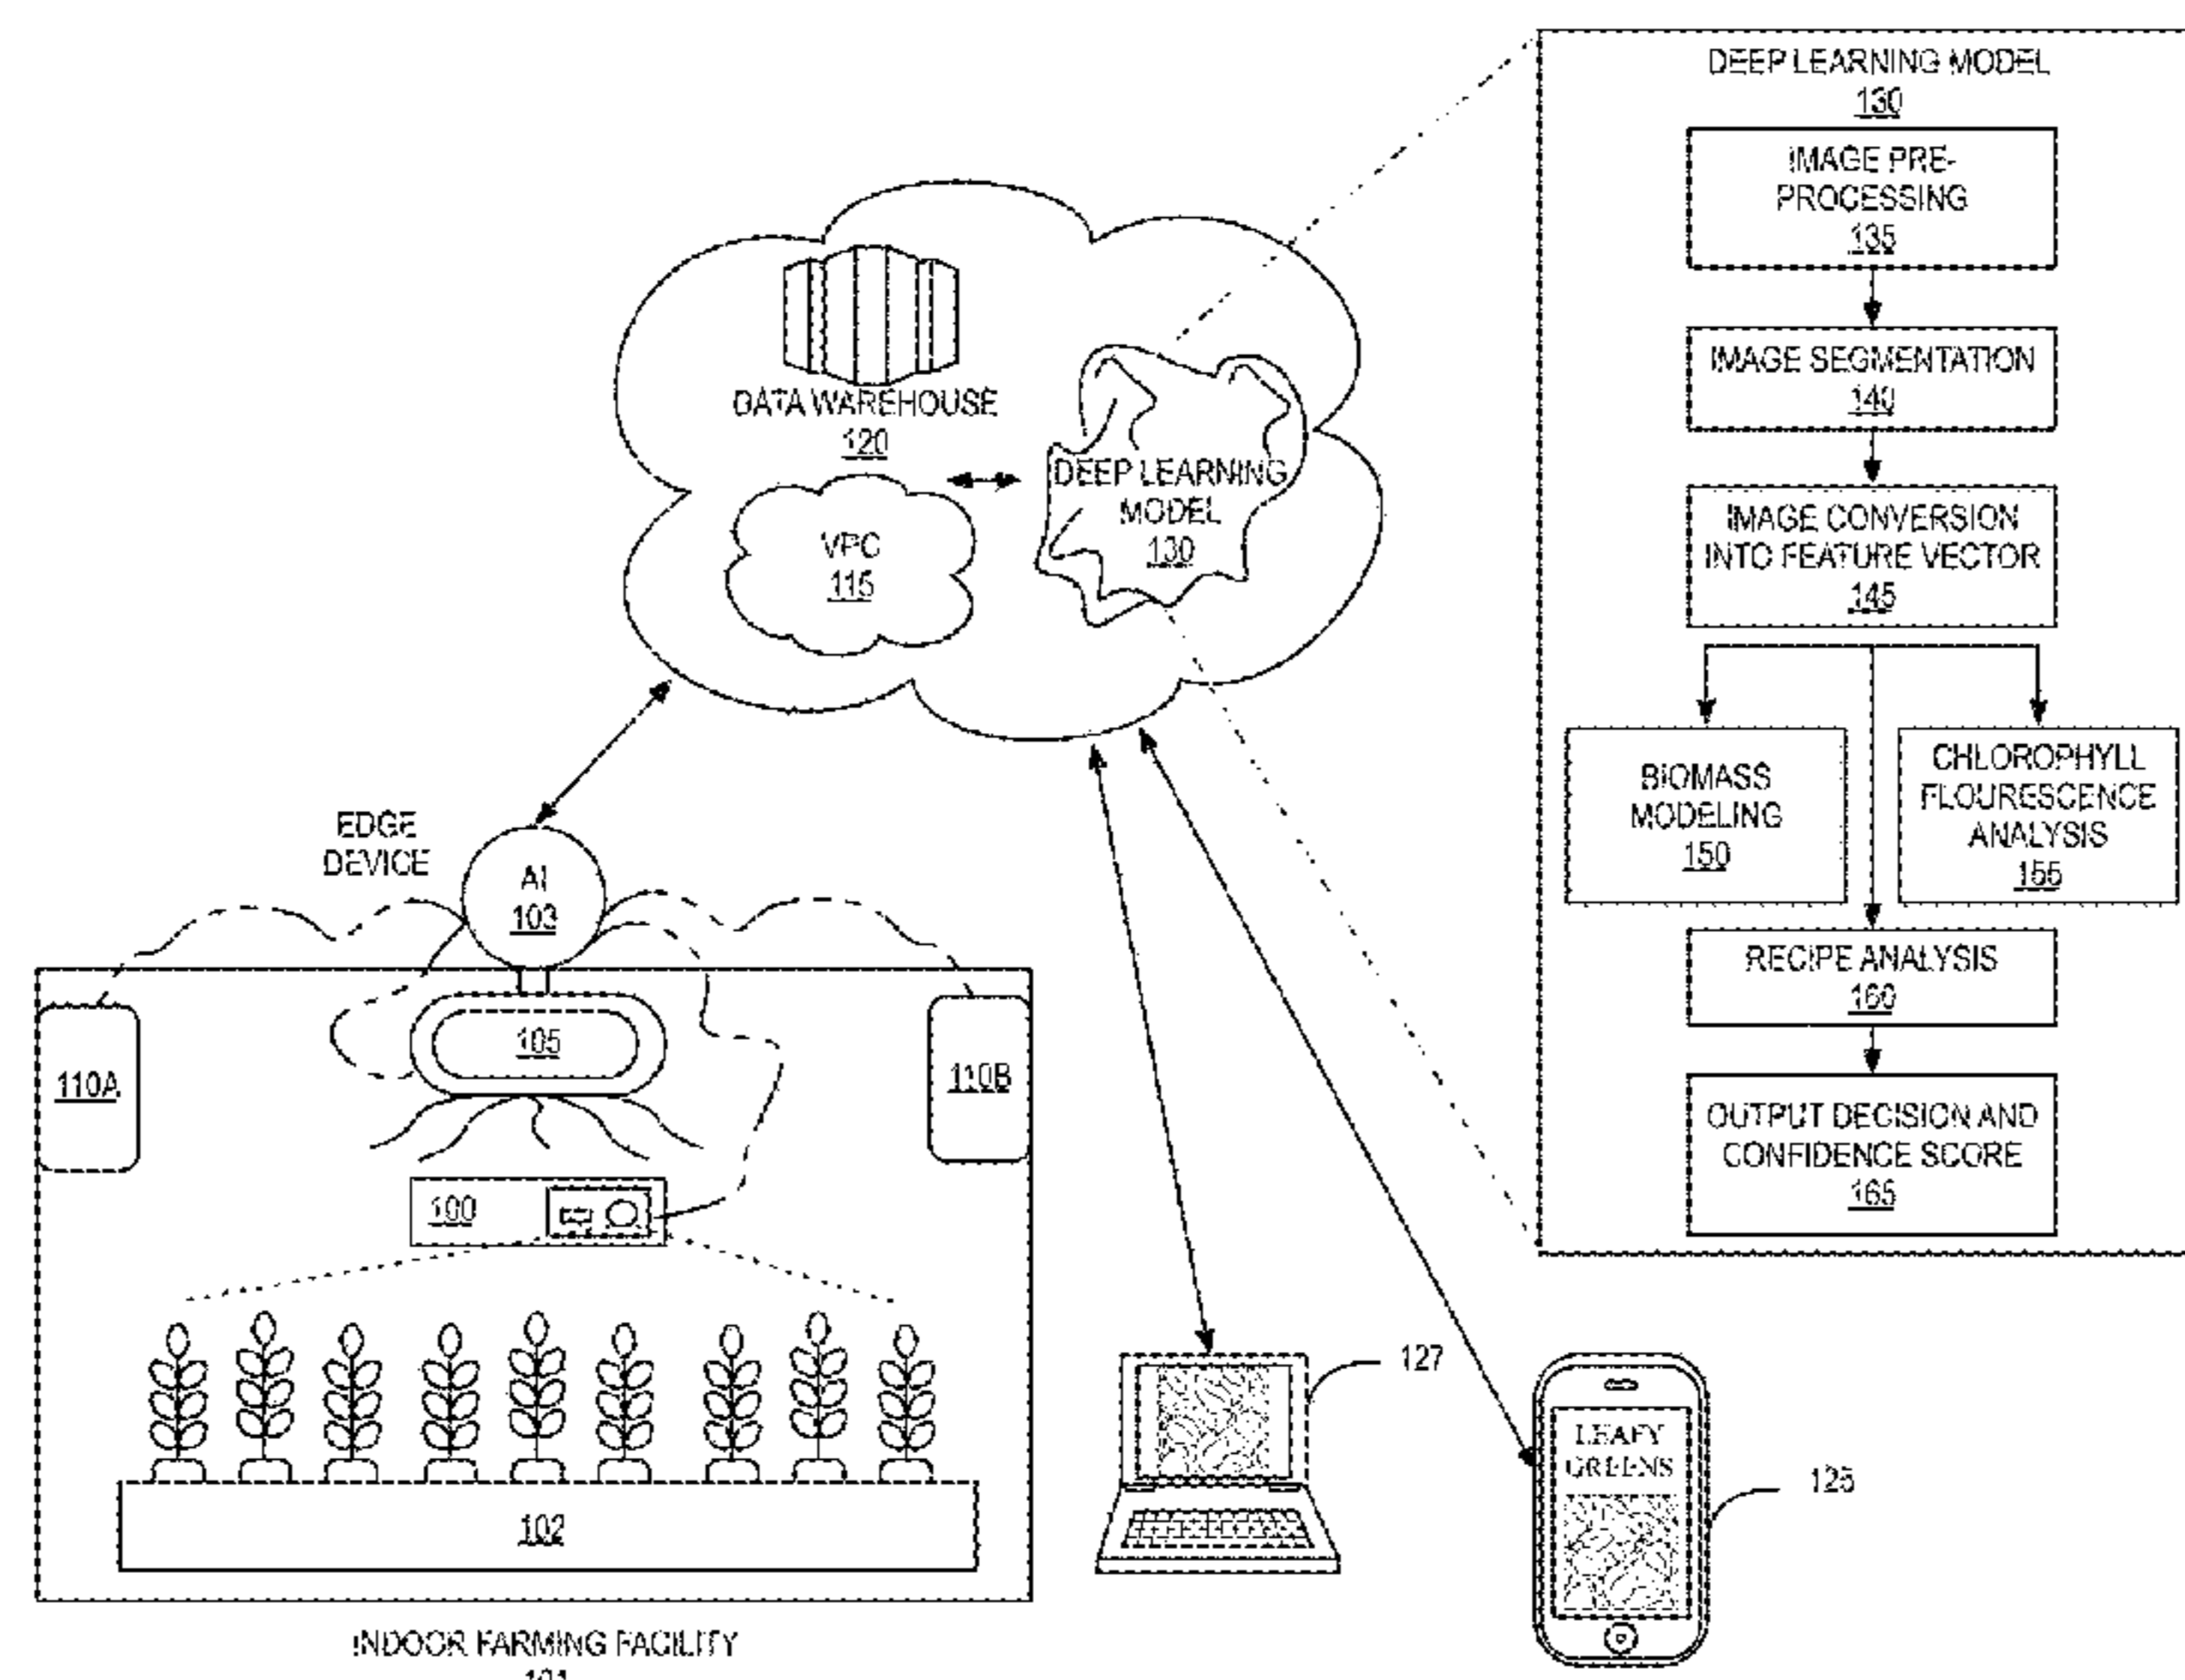 DEEP LEARNING MODEL
130
IMAGE PRE-
PROCESSING
135
IMAGE SEGMENTATION
140
IMAGE CONVERSION
INTO FEATURE VECTOR
145
BIOMASS
MODELING
150
CHLOROPHYLL
FLOURESCENCE
ANALYSIS
155
RECIPE ANALYSIS
160
OUTPUT DECISION AND
CONFIDENCE SCORE
165
DATA WAREHOUSE
120
DEEP LEARNING
MODEL
130
VPC
115
EDGE
DEVICE
AI
103
105
110A
110B
100
102
INDOOR FARMING FACILITY
101
127
LEAFY
GREENS
125